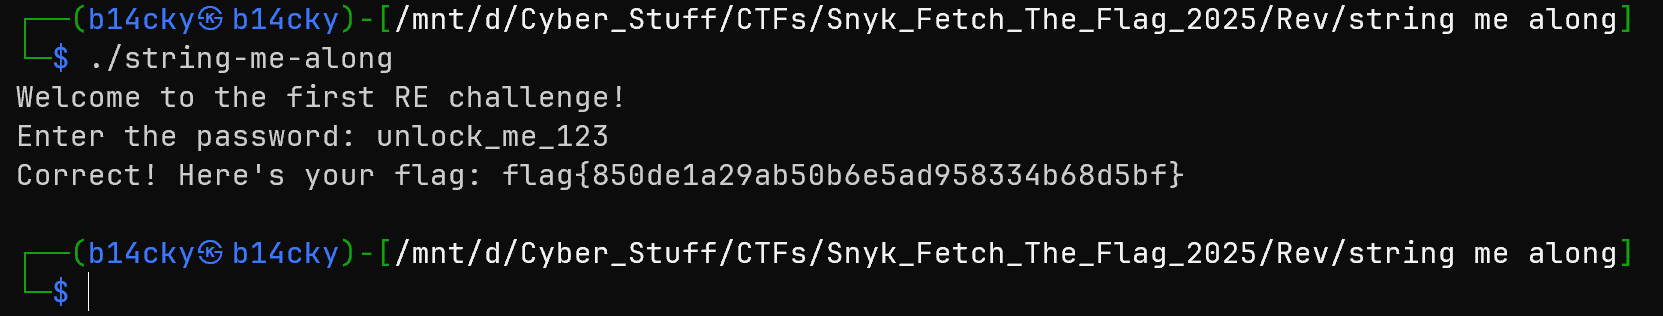 ┌──(b14cky㉿b14cky)-[/mnt/d/Cyber_Stuff/CTFs/Snyk_Fetch_The_Flag_2025/Rev/string me along]
└─$ ./string-me-along
Welcome to the first RE challenge!
Enter the password: unlock_me_123
Correct! Here's your flag: flag{850de1a29ab50b6e5ad958334b68d5bf}
┌──(b14cky㉿b14cky)-[/mnt/d/Cyber_Stuff/CTFs/Snyk_Fetch_The_Flag_2025/Rev/string me along]
└─$